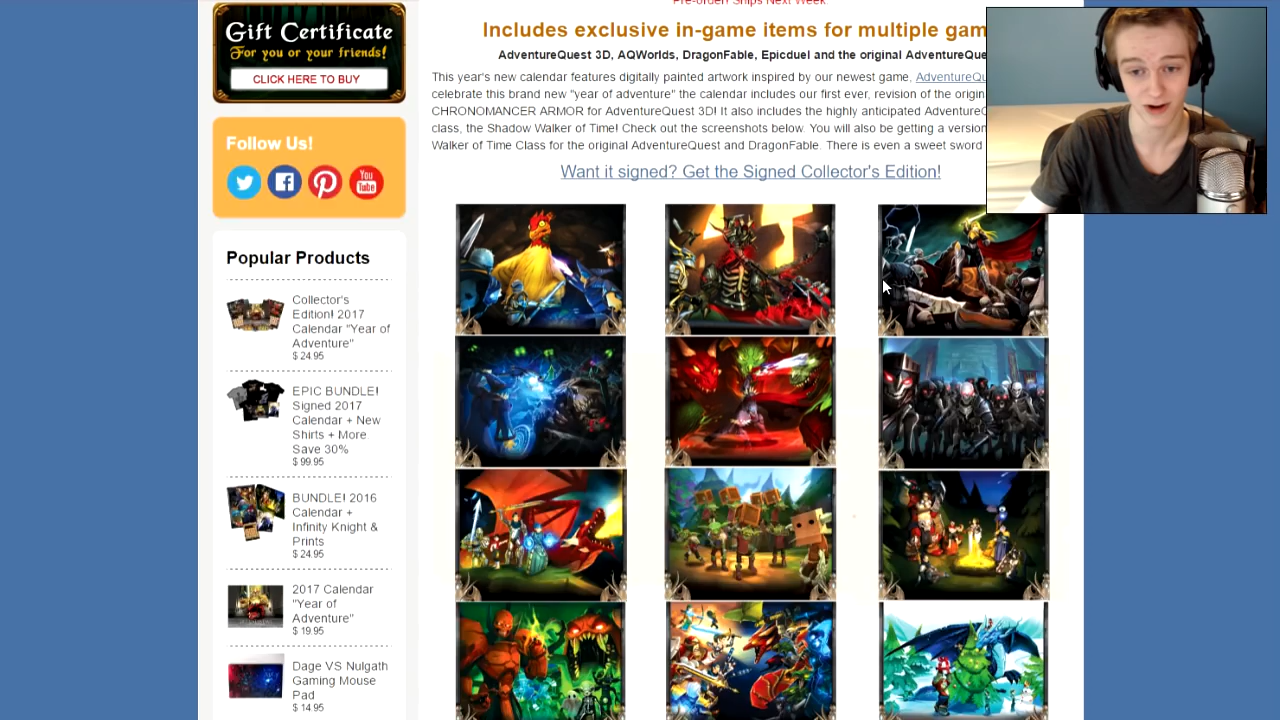 Gift Certificate
For you or your friends!
CLICK HERE TO BUY
Follow Us!
You
Tube
Popular Products
Collector's
Edition! 2017
Calendar "Year of
Adventure"
$ 24.95
EPIC BUNDLE!
Signed 2017
Calendar + New
Shirts + More
Save 30%
$ 99.95
BUNDLE! 2016
Calendar +
Infinity Knight &
Prints
$ 24.95
2017 Calendar
"Year of
Adventure"
$ 19.95
Dage VS Nulgath
Gaming Mouse
Pad
$ 14.95
Pre-order! Ships Next Week
Includes exclusive in-game items for multiple gam
AdventureQuest 3D, AQWorlds, DragonFable, Epicduel and the original AdventureQue
This year's new calendar features digitally painted artwork inspired by our newest game, AdventureQu
celebrate this brand new "year of adventure" the calendar includes our first ever, revision of the origin
CHRONOMANCER ARMOR for AdventureQuest 3D! It also includes the highly anticipated Adventure
class, the Shadow Walker of Time! Check out the screenshots below. You will also be getting a version
Walker of Time Class for the original AdventureQuest and DragonFable. There is even a sweet sword
Want it signed? Get the Signed Collector's Edition!